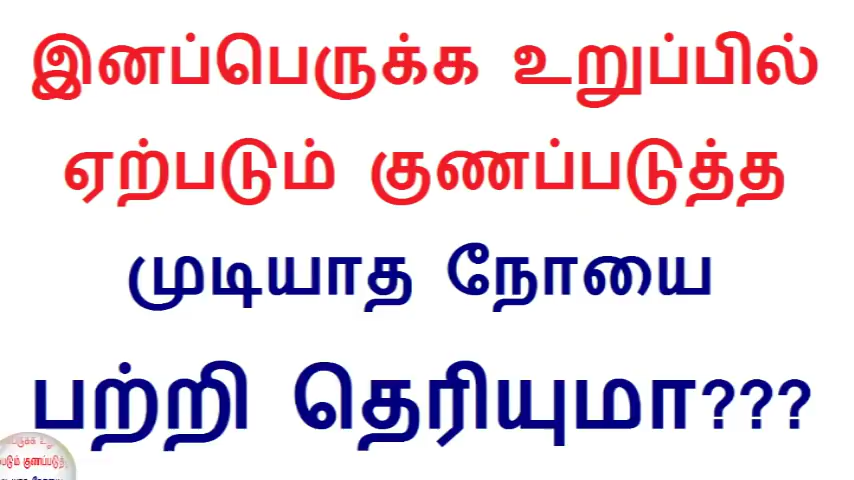 இனப்பெருக்க உறுப்பில்
ஏற்படும் குணப்படுத்த
முடியாத நோயை
பற்றி தெரியுமா???